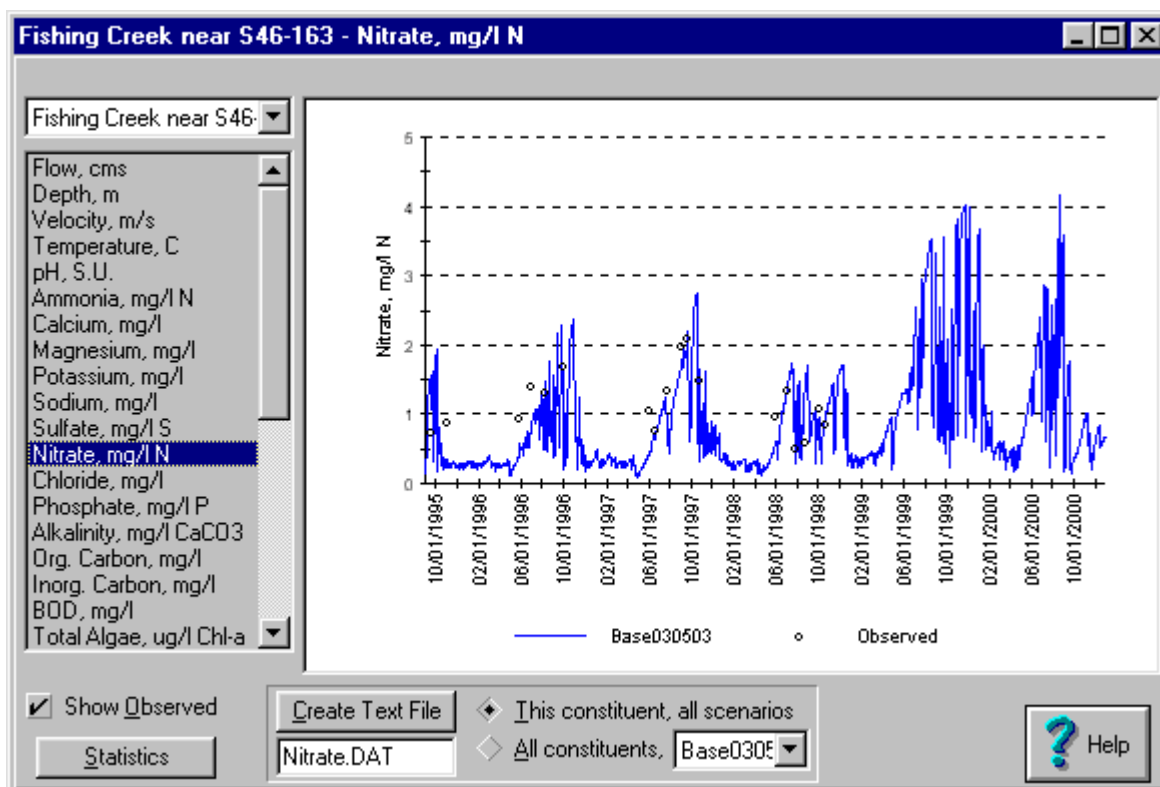 Fishing Creek near S46-163 - Nitrate, mg/l N
Fishing Creek near S46-
Flow, cms
Depth, m
Velocity, m/s
Temperature, C
pH, S.U.
Ammonia, mg/l N
Calcium, mg/l
Magnesium, mg/l
Potassium, mg/l
Sodium, mg/l
Sulfate, mg/l S
Nitrate, mg/l N
Chloride, mg/l
Phosphate, mg/l P
Alkalinity, mg/l CaCO3
Org. Carbon, mg/l
Inorg. Carbon, mg/l
BOD, mg/l
Total Algae, ug/l Chl-a
Nitrate, mg/l N
5
4
3
2
1
0
10/01/1995
02/01/1996
06/01/1996
10/01/1996
02/01/1997
06/01/1997
10/01/1997
02/01/1998
06/01/1998
10/01/1998
02/01/1999
06/01/1999
10/01/1999
02/01/2000
06/01/2000
10/01/2000
Base030503
Observed
Show Observed
Statistics
Create Text File
Nitrate.DAT
This constituent, all scenarios
All constituents,
Base0305
Help